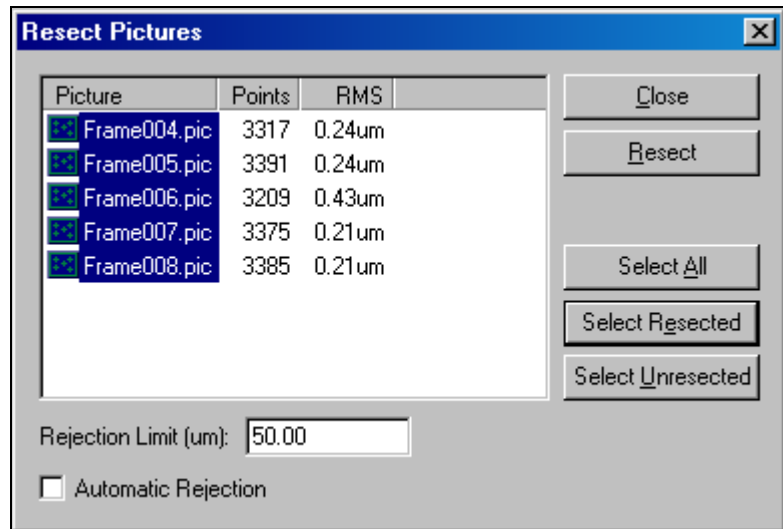 Resect Pictures
Picture Points RMS
Frame004.pic 3317 0.24um
Frame005.pic 3391 0.24um
Frame006.pic 3209 0.43um
Frame007.pic 3375 0.21um
Frame008.pic 3385 0.21um
Close
Resect
Select All
Select Resected
Select Unresected
Rejection Limit (um): 50.00
Automatic Rejection